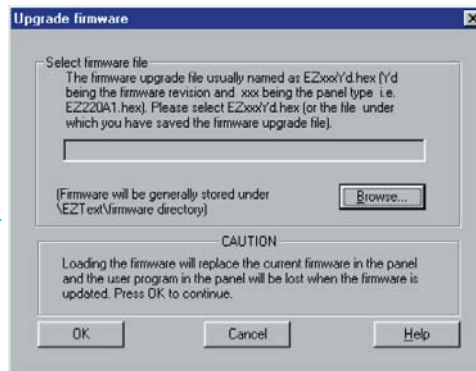 Upgrade firmware
Select firmware file
The firmware upgrade file usually named as EZxxxYd.hex (Yd
being the firmware revision and xxx being the panel type i.e.
EZ220A1.hex). Please select EZxxxYd.hex (or the file under
which you have saved the firmware upgrade file).
(Firmware will be generally stored under
\EZText\firmware directory)
Browse...
CAUTION
Loading the firmware will replace the current firmware in the panel
and the user program in the panel will be lost when the firmware is
updated. Press OK to continue.
OK
Cancel
Help